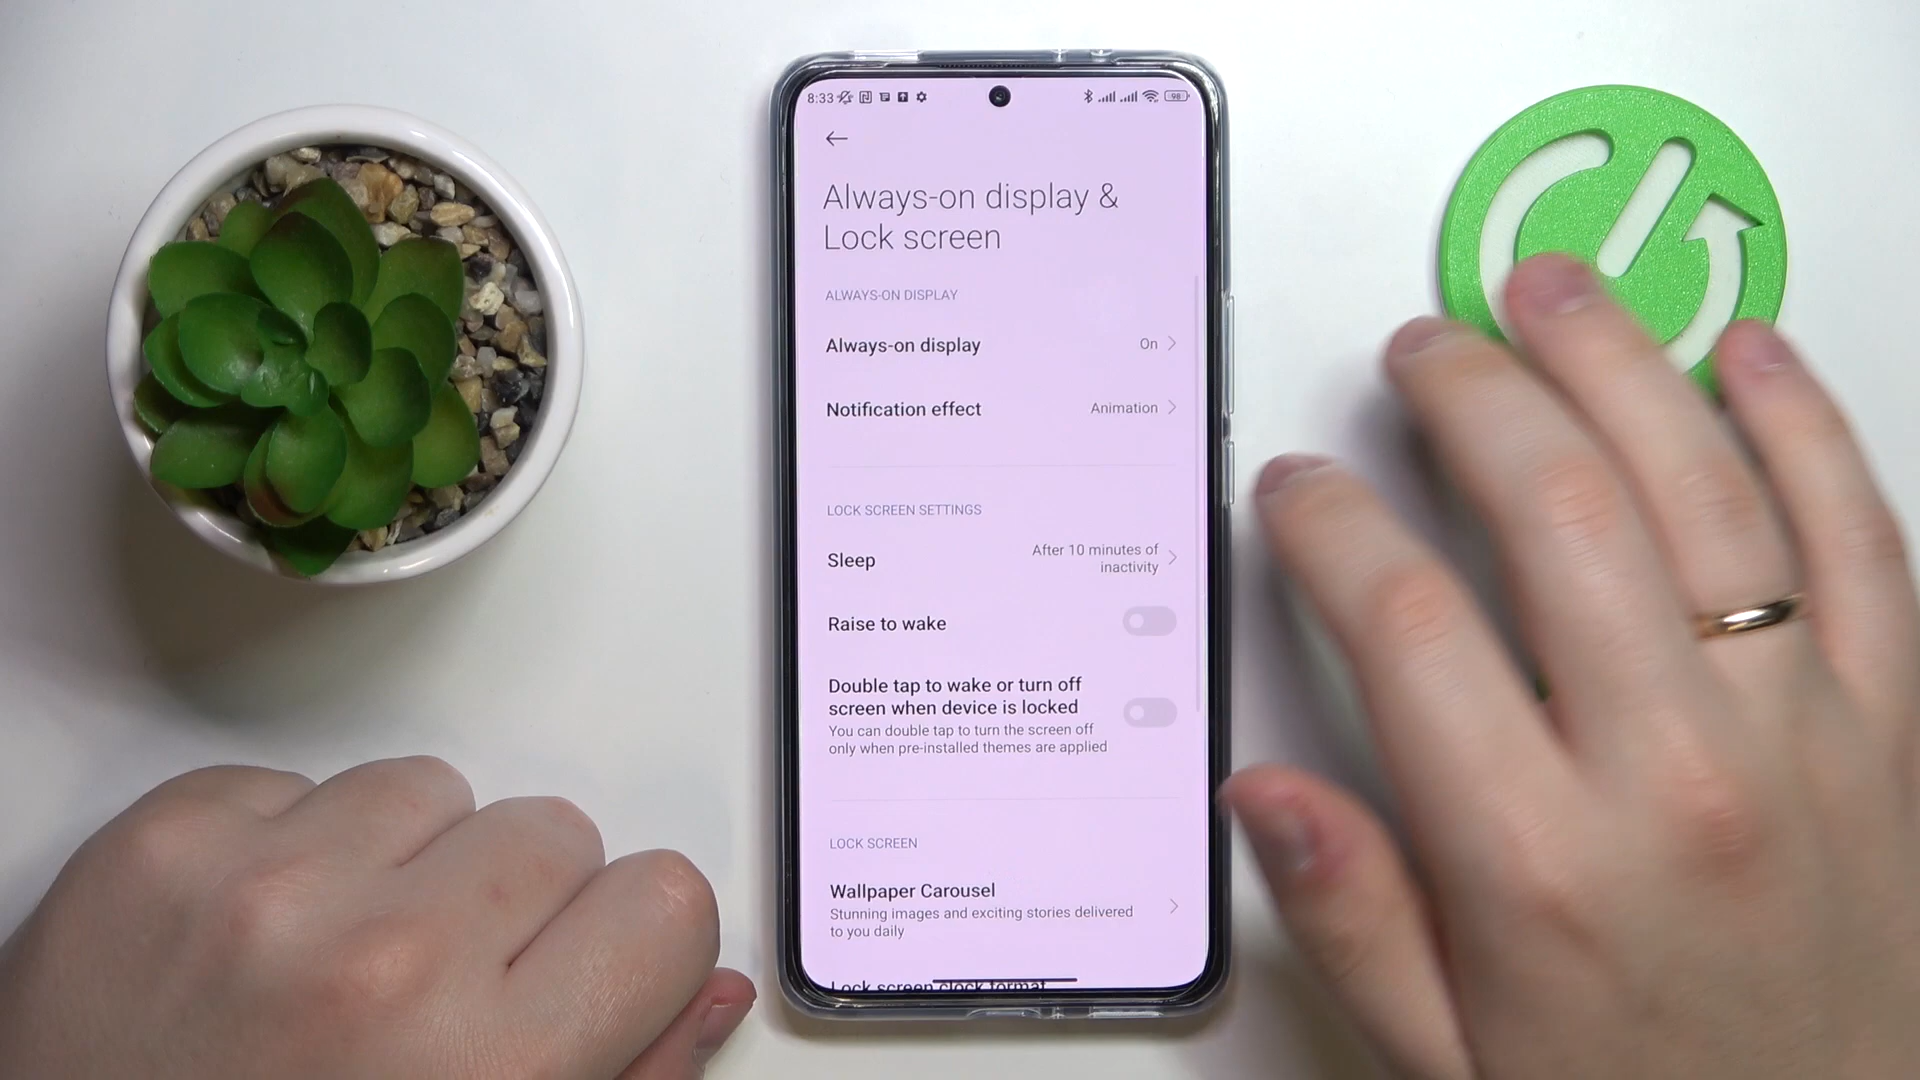 8:33
98
Always-on display &
Lock screen
ALWAYS-ON DISPLAY
Always-on display
On
Notification effect
Animation
LOCK SCREEN SETTINGS
Sleep
After 10 minutes of
inactivity
Raise to wake
Double tap to wake or turn off
screen when device is locked
You can double tap to turn the screen off
only when pre-installed themes are applied
LOCK SCREEN
Wallpaper Carousel
Stunning images and exciting stories delivered
to you daily
Lock screen clock format